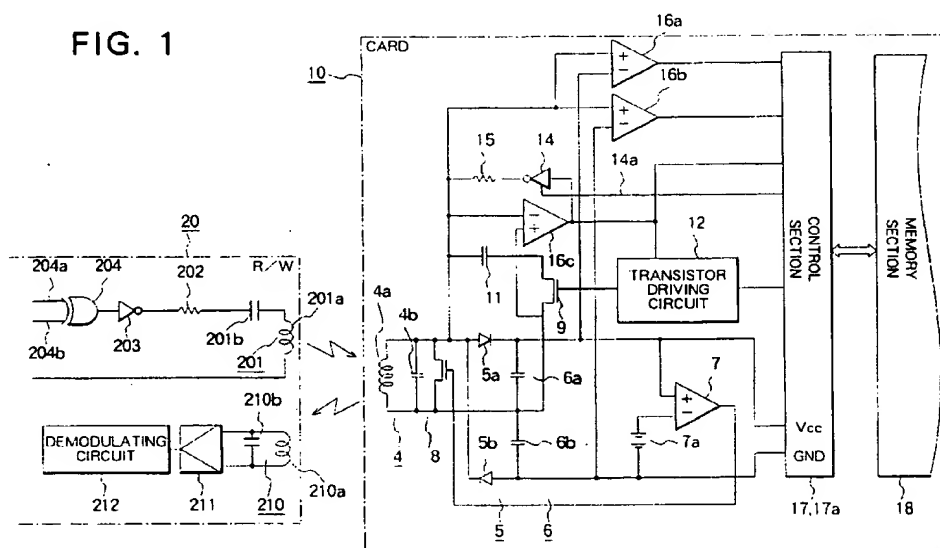 FIG. 1
CARD
10
16a
16b
+
−
+
−
15
14
14a
−
+
16c
12
TRANSISTOR
DRIVING
CIRCUIT
11
9
CONTROL
SECTION
MEMORY
SECTION
20
R/W
204a
204
202
204b
203
201b
201
201a
4a
4b
5a
6a
7
+
−
7a
4
8
5b
6b
5
6
Vcc
GND
17,17a
18
DEMODULATING
CIRCUIT
212
211
210b
210
210a